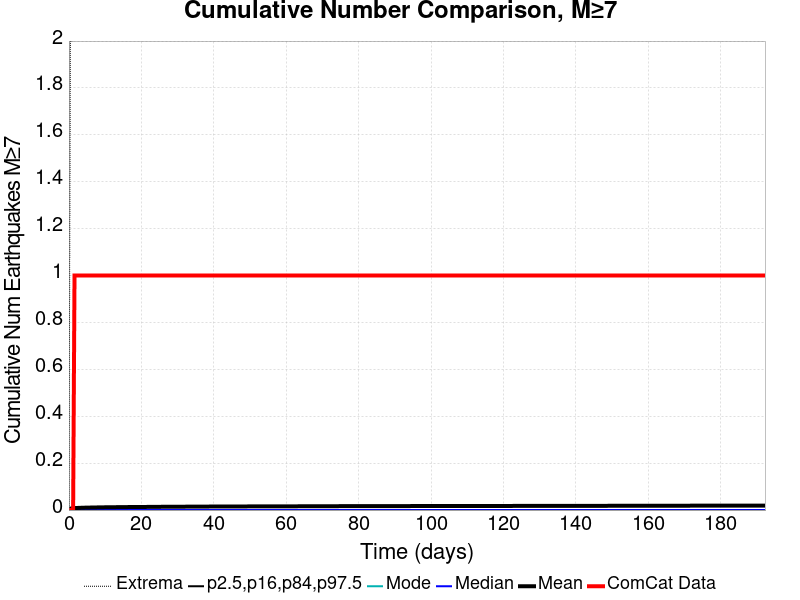 Cumulative Number Comparison, M≥7
Cumulative Num Earthquakes M≥7
2
1.8
1.6
1.4
1.2
1
0.8
0.6
0.4
0.2
0
0 20 40 60 80 100 120 140 160 180
Time (days)
Extrema p2.5,p16,p84,p97.5 Mode Median Mean ComCat Data